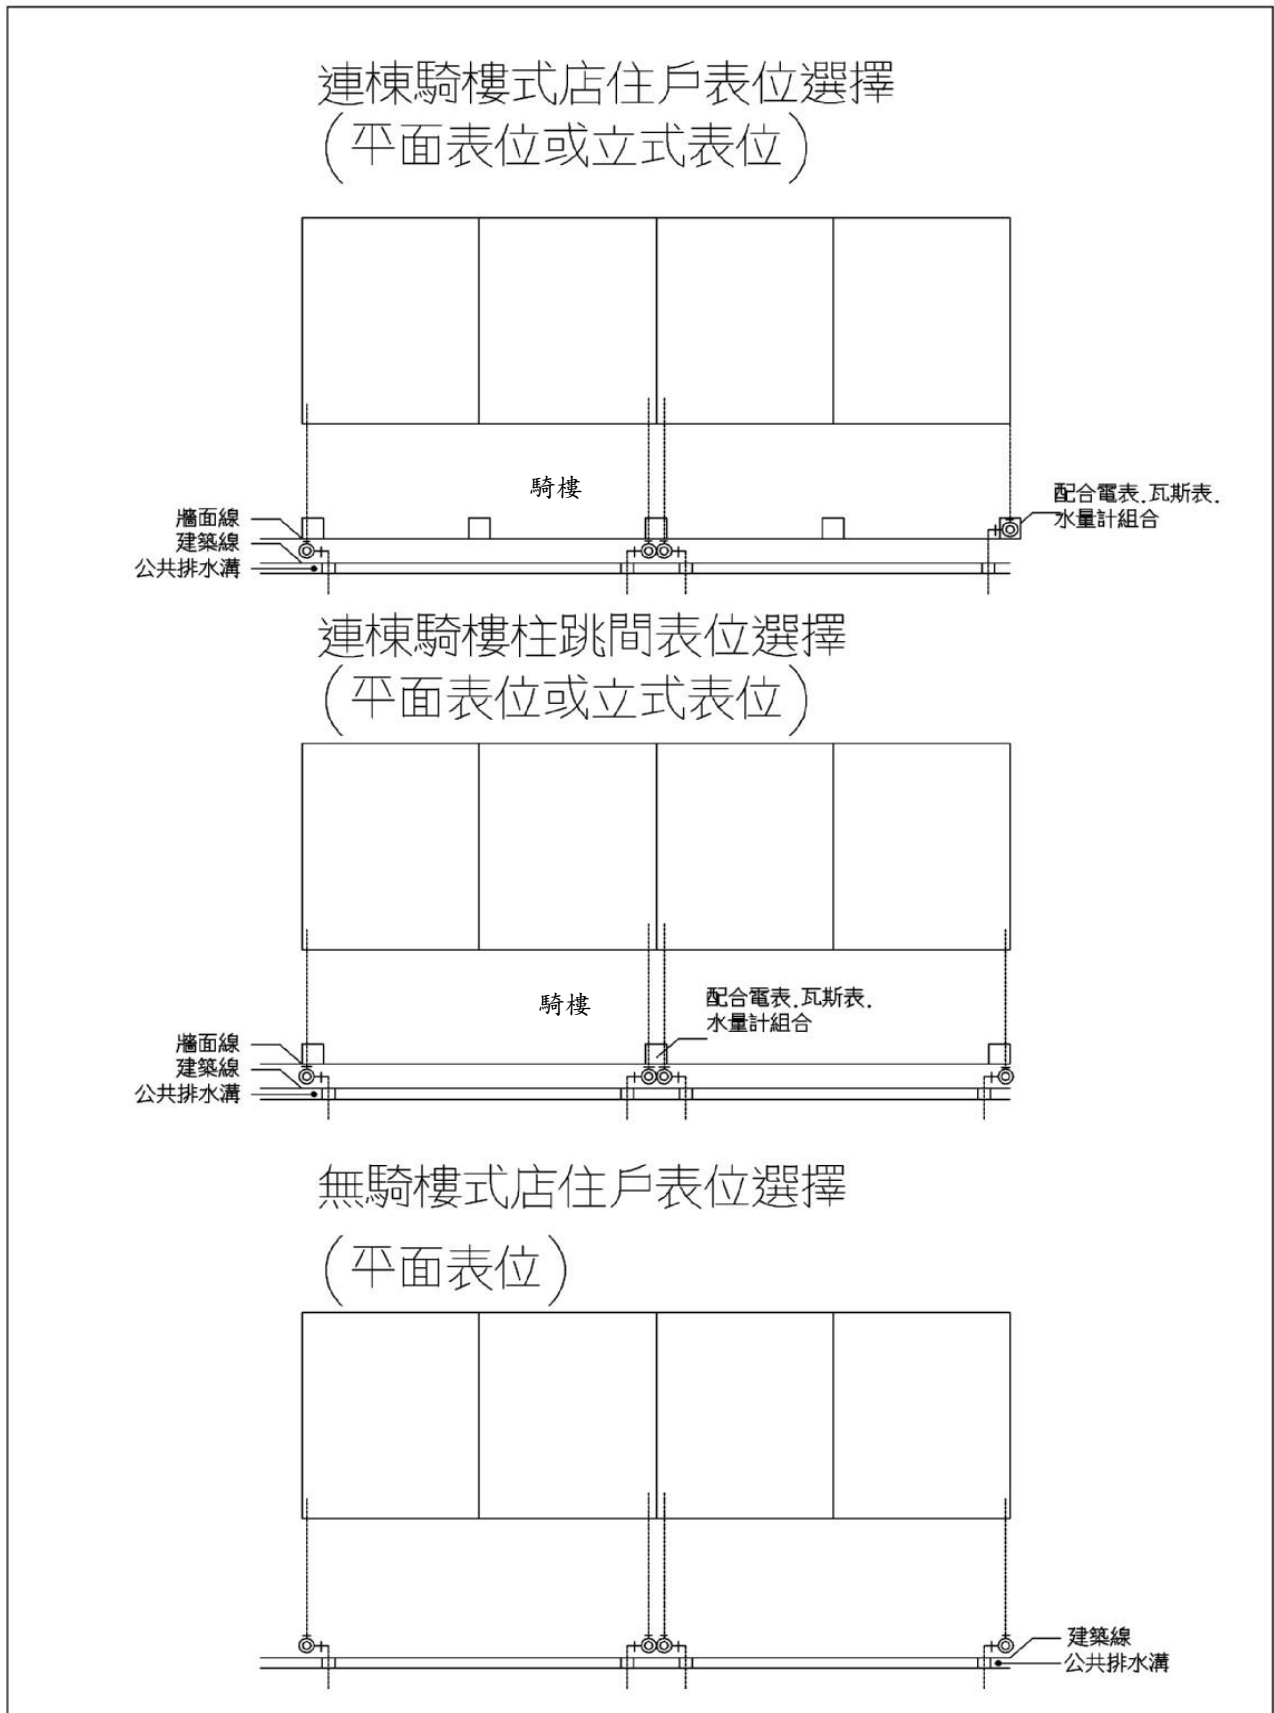 連棟騎樓式店住戶表位選擇
(平面表位或立式表位)
騎樓
牆面線
建築線
公共排水溝
配合電表.瓦斯表.
水量計組合
連棟騎樓柱跳間表位選擇
(平面表位或立式表位)
騎樓
配合電表.瓦斯表.
水量計組合
牆面線
建築線
公共排水溝
無騎樓式店住戶表位選擇
(平面表位)
建築線
公共排水溝